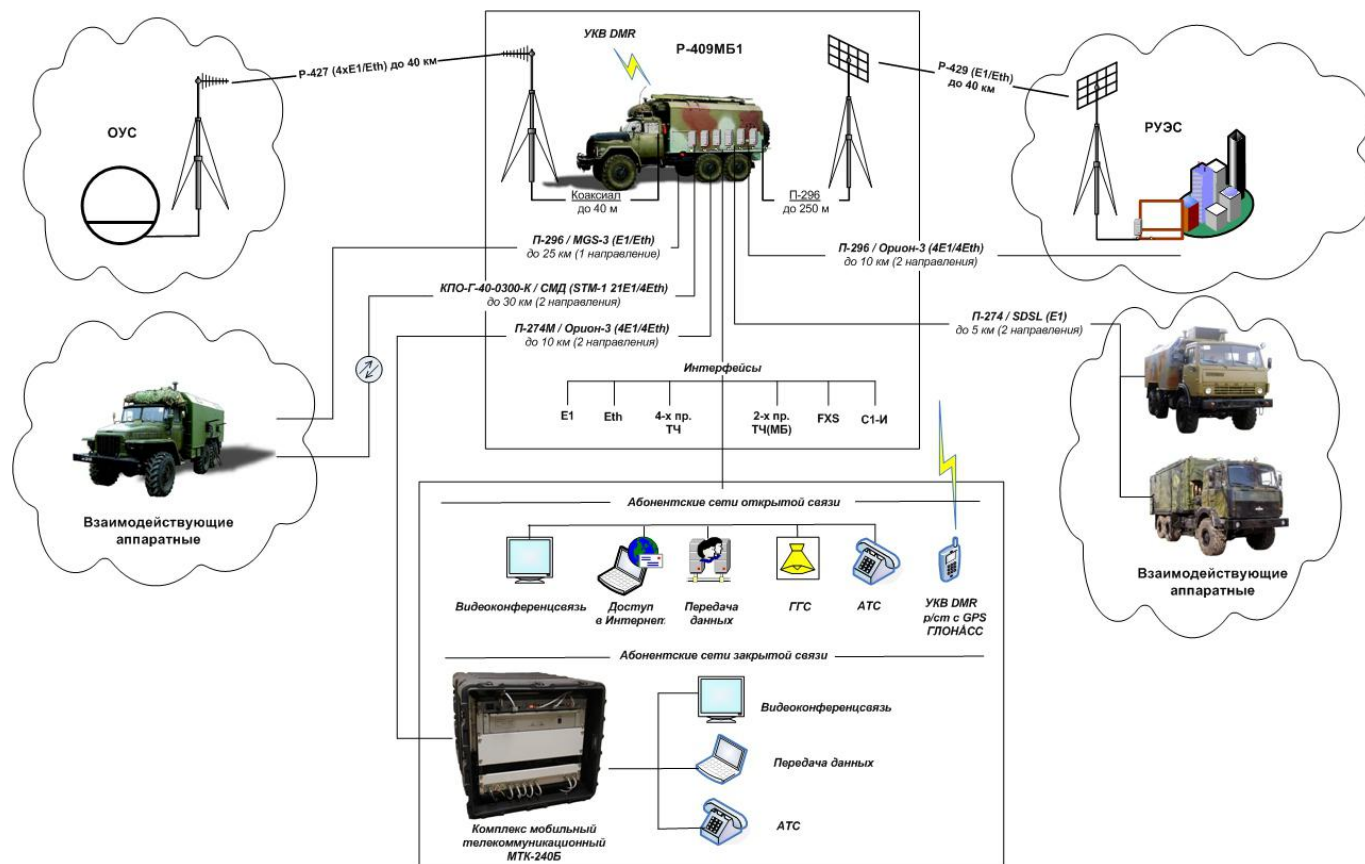 УКВ DMR
Р-409МБ1
Р-427 (4хЕ1/Eth) до 40 км
Р-429 (E1/Eth)
до 40 км
ОУС
РУЭС
Коаксиал
до 40 м
П-296
до 250 м
П-296 / MGS-3 (E1/Eth)
до 25 км (1 направление)
П-296 / Орион-3 (4Е1/4Eth)
до 10 км (2 направления)
КПО-Г-40-0300-К / СМД (STM-1 21E1/4Eth)
до 30 км (2 направления)
П-274 / SDSL (E1)
до 5 км (2 направления)
П-274М / Орион-3 (4Е1/4Eth)
до 10 км (2 направления)
Интерфейсы
Е1
Eth
4-х пр.
ТЧ
2-х пр.
ТЧ(МБ)
FXS
С1-И
Взаимодействующие
аппаратные
Взаимодействующие
аппаратные
Абонентские сети открытой связи
Видеоконференцсвязь
Доступ
в Интернет
Передача
данных
ГГС
АТС
УКВ DMR
р/ст с GPS
ГЛОНАСС
Абонентские сети закрытой связи
Видеоконференцсвязь
Передача данных
АТС
Комплекс мобильный
телекоммуникационный
МТК-240Б